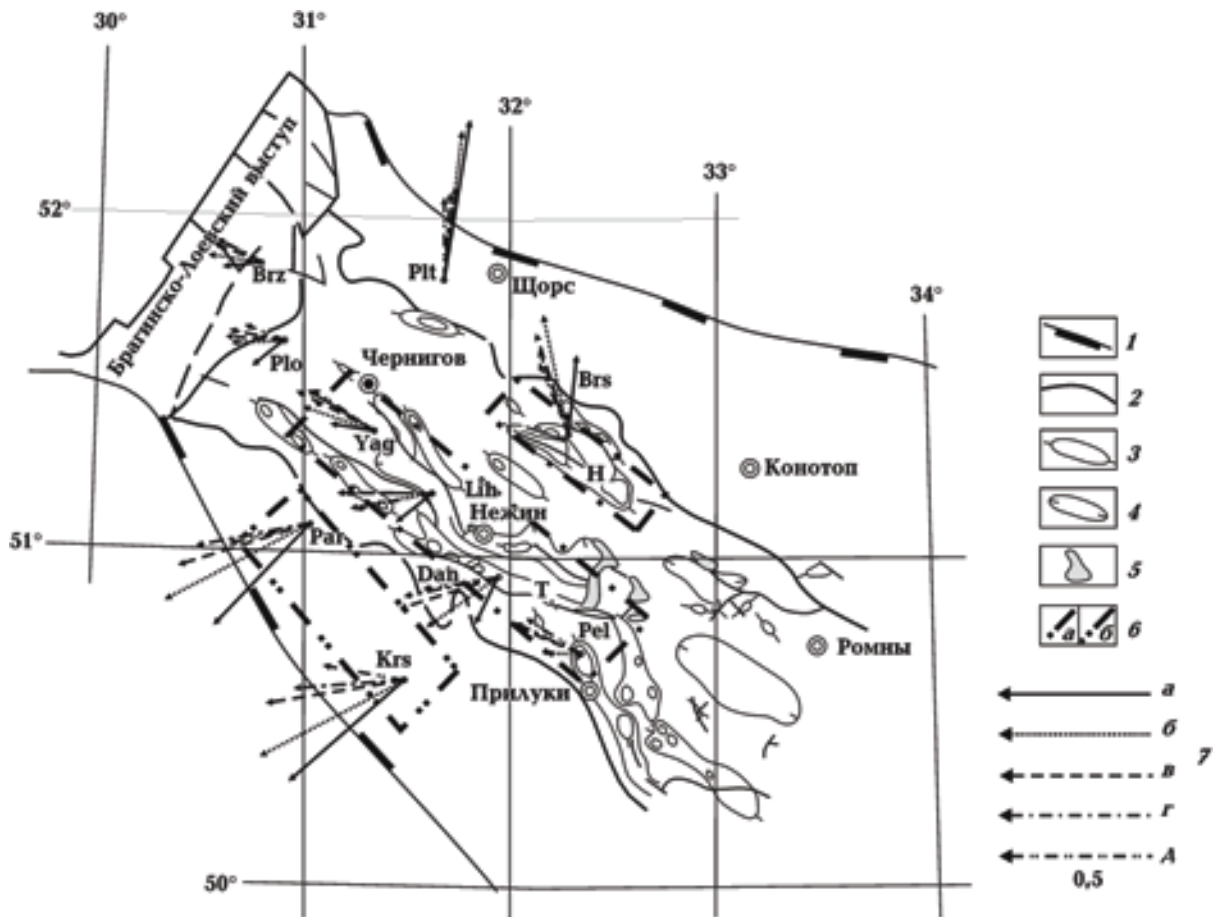 30°
31°
32°
33°
34°
52°
51°
50°
Брагинско-Лоевский выступ
Brz
Plt
Щорс
Plo
Чернигов
Brs
Yag
Конотоп
Н
Lih
Нежин
Par
Dan
Т
Pel
Ромны
Krs
Прилуки
1
2
3
4
5
а б 6
а
б
в
г
д
7
0,5